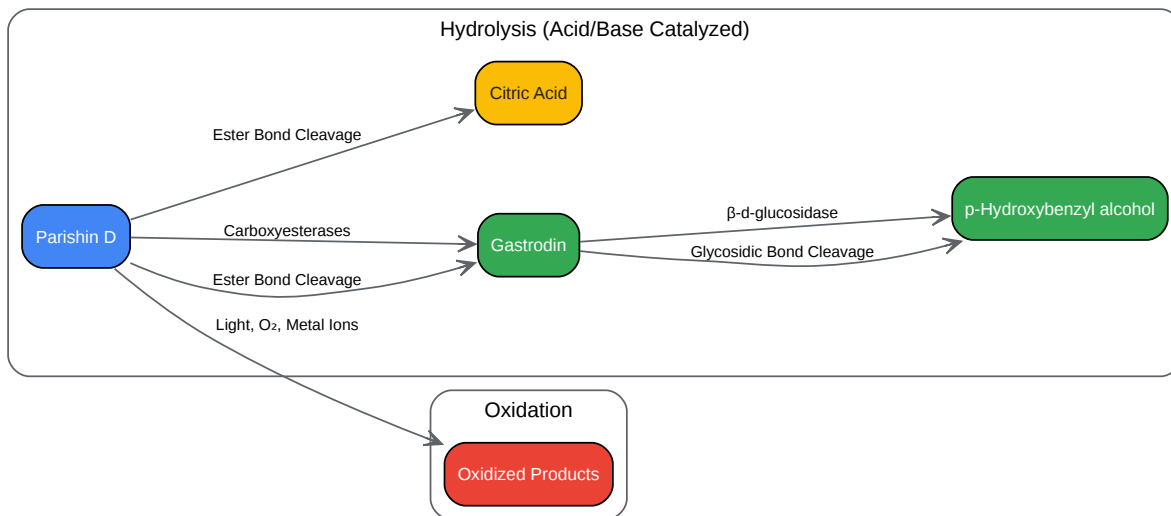 Hydrolysis (Acid/Base Catalyzed)
Citric Acid
Ester Bond Cleavage
Parishin D
Carboxyesterases
Gastrodin
Ester Bond Cleavage
β-d-glucosidase
Glycosidic Bond Cleavage
p-Hydroxybenzyl alcohol
Light, O₂, Metal Ions
Oxidation
Oxidized Products